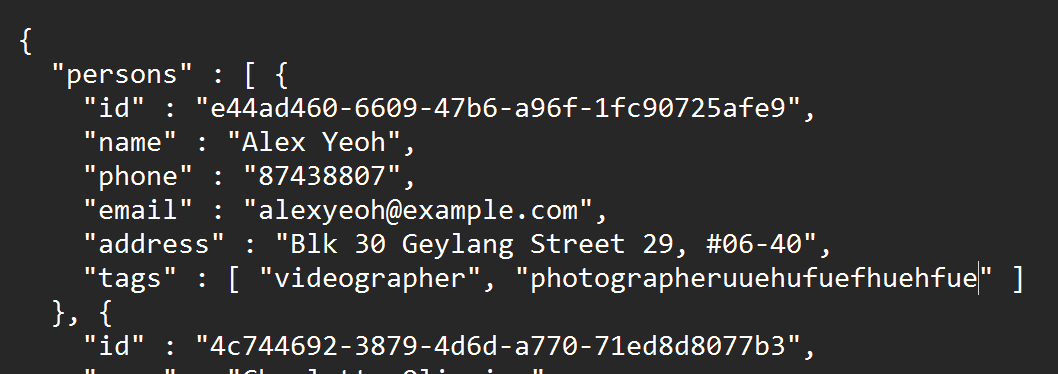 {
"persons" : [ {
"id" : "e44ad460-6609-47b6-a96f-1fc90725afe9",
"name" : "Alex Yeoh",
"phone" : "87438807",
"email" : "alexyeoh@example.com",
"address" : "Blk 30 Geylang Street 29, #06-40",
"tags" : [ "videographer", "photographeruuehufuefhuehfue" ]
}, {
"id" : "4c744692-3879-4d6d-a770-71ed8d8077b3",